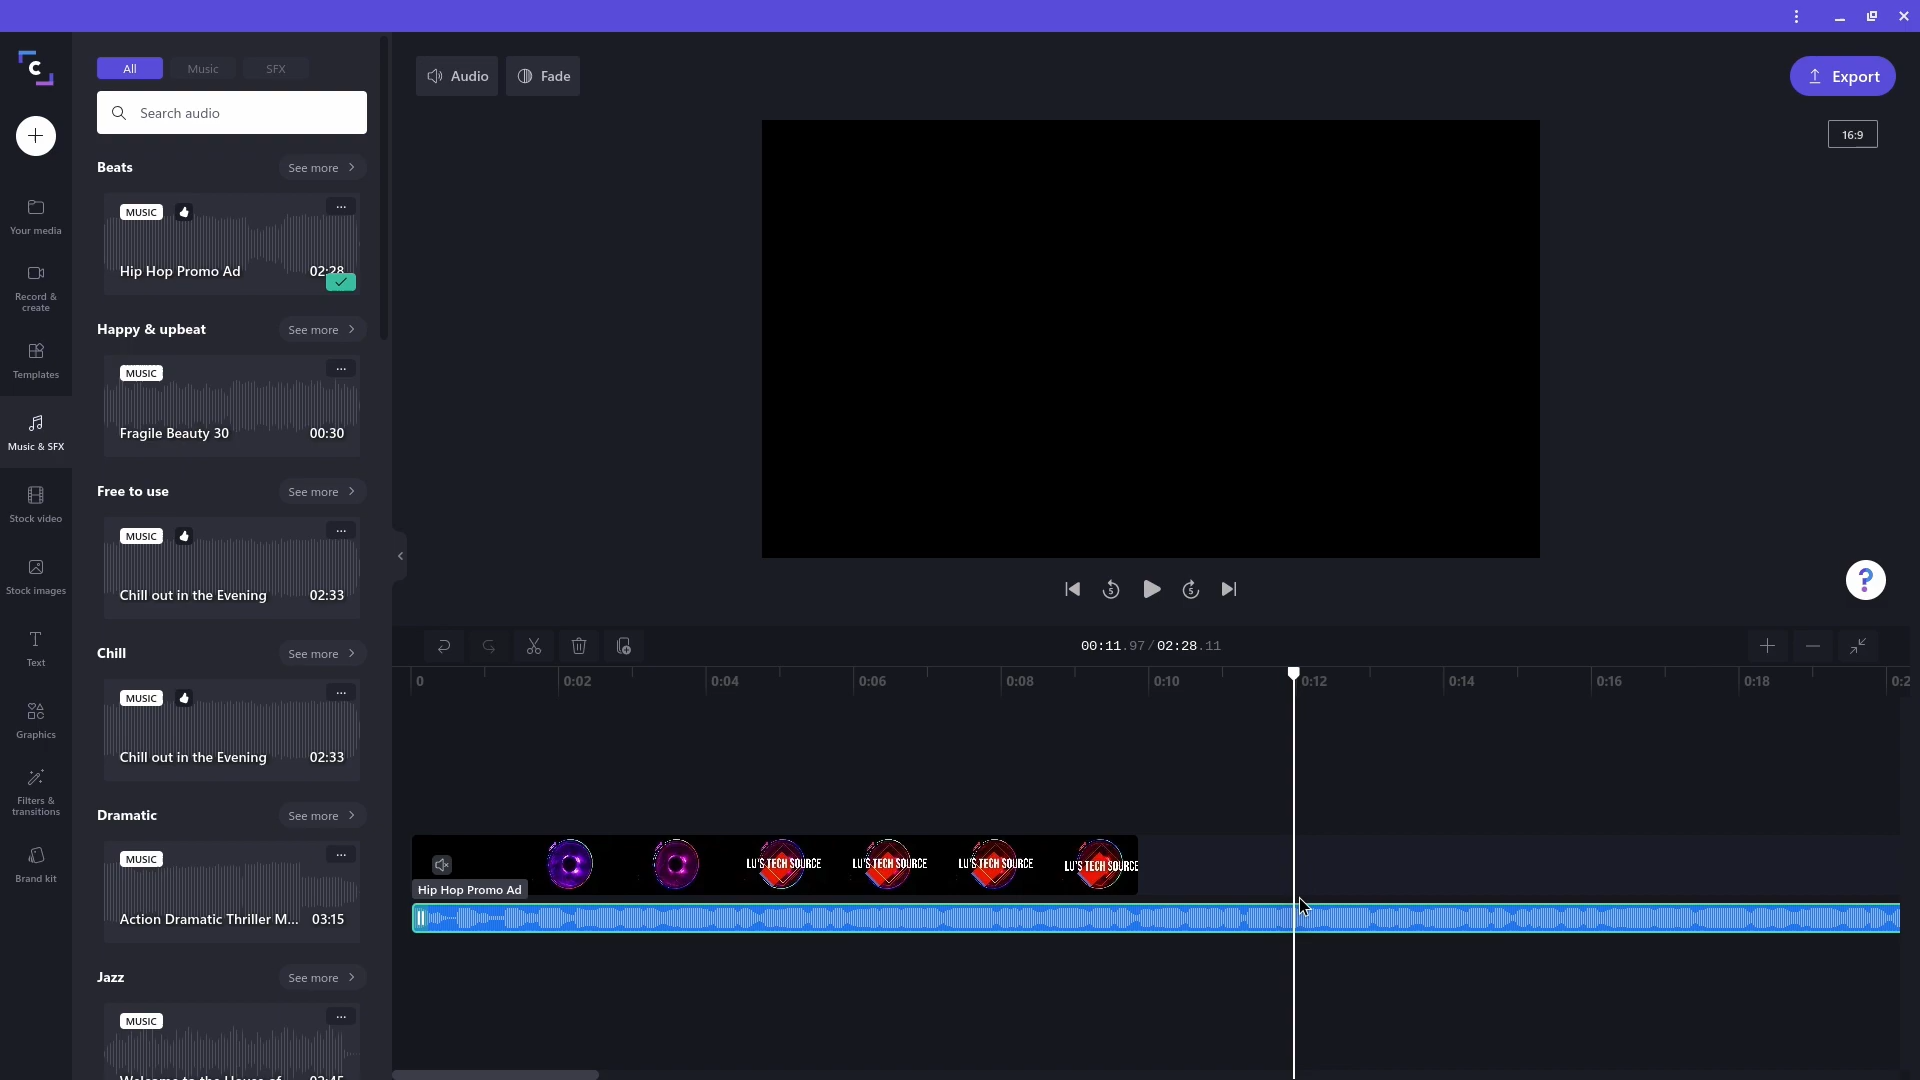 All
Music
SFX
Audio
Fade
Export
Search audio
16:9
Beats
See more
Your media
MUSIC
Hip Hop Promo Ad
02:28
Record &
create
Happy & upbeat
See more
Templates
MUSIC
Fragile Beauty 30
00:30
Music & SFX
Free to use
See more
Stock video
MUSIC
Chill out in the Evening
02:33
Stock images
5
5
?
Text
Chill
See more
00:11.97/02:28.11
0
0:02
0:04
0:06
0:08
0:10
0:12
0:14
0:16
0:18
Graphics
MUSIC
Chill out in the Evening
02:33
Filters &
transitions
Dramatic
See more
Brand kit
MUSIC
Action Dramatic Thriller M...
03:15
LU'S TECH SOURCE
LU'S TECH SOURCE
LU'S TECH SOURCE
LU'S TECH SOURCE
Hip Hop Promo Ad
Jazz
See more
MUSIC